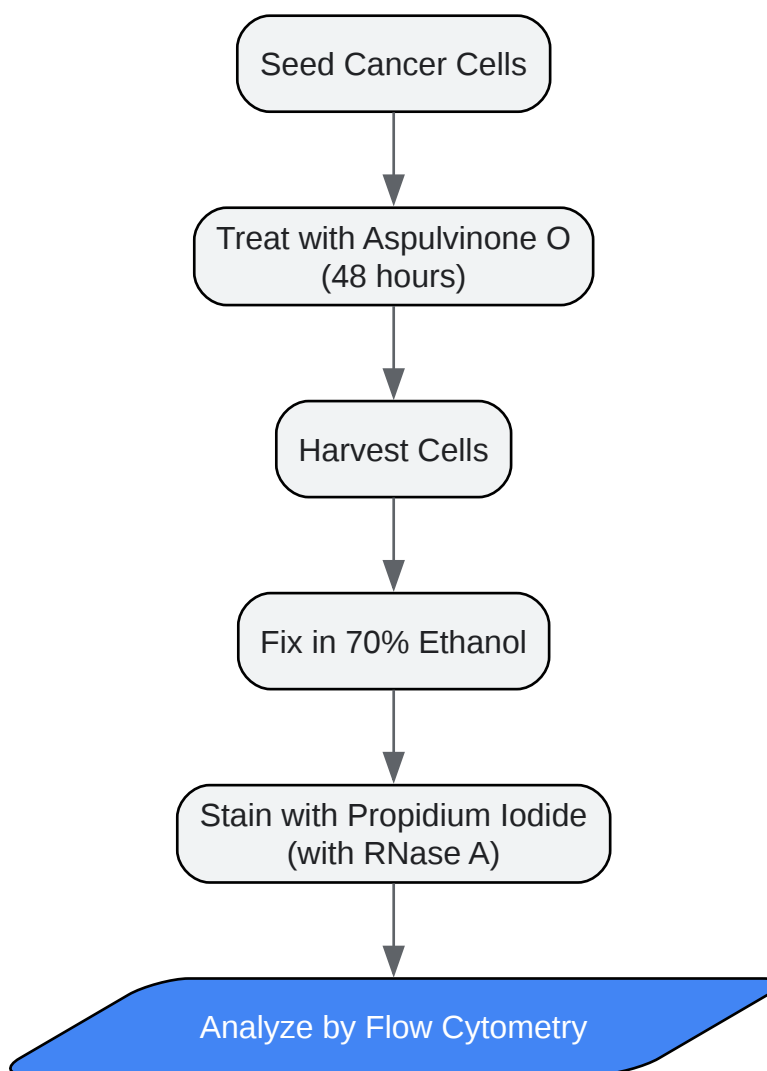 Seed Cancer Cells
Treat with Aspulvinone O
(48 hours)
Harvest Cells
Fix in 70% Ethanol
Stain with Propidium Iodide
(with RNase A)
Analyze by Flow Cytometry